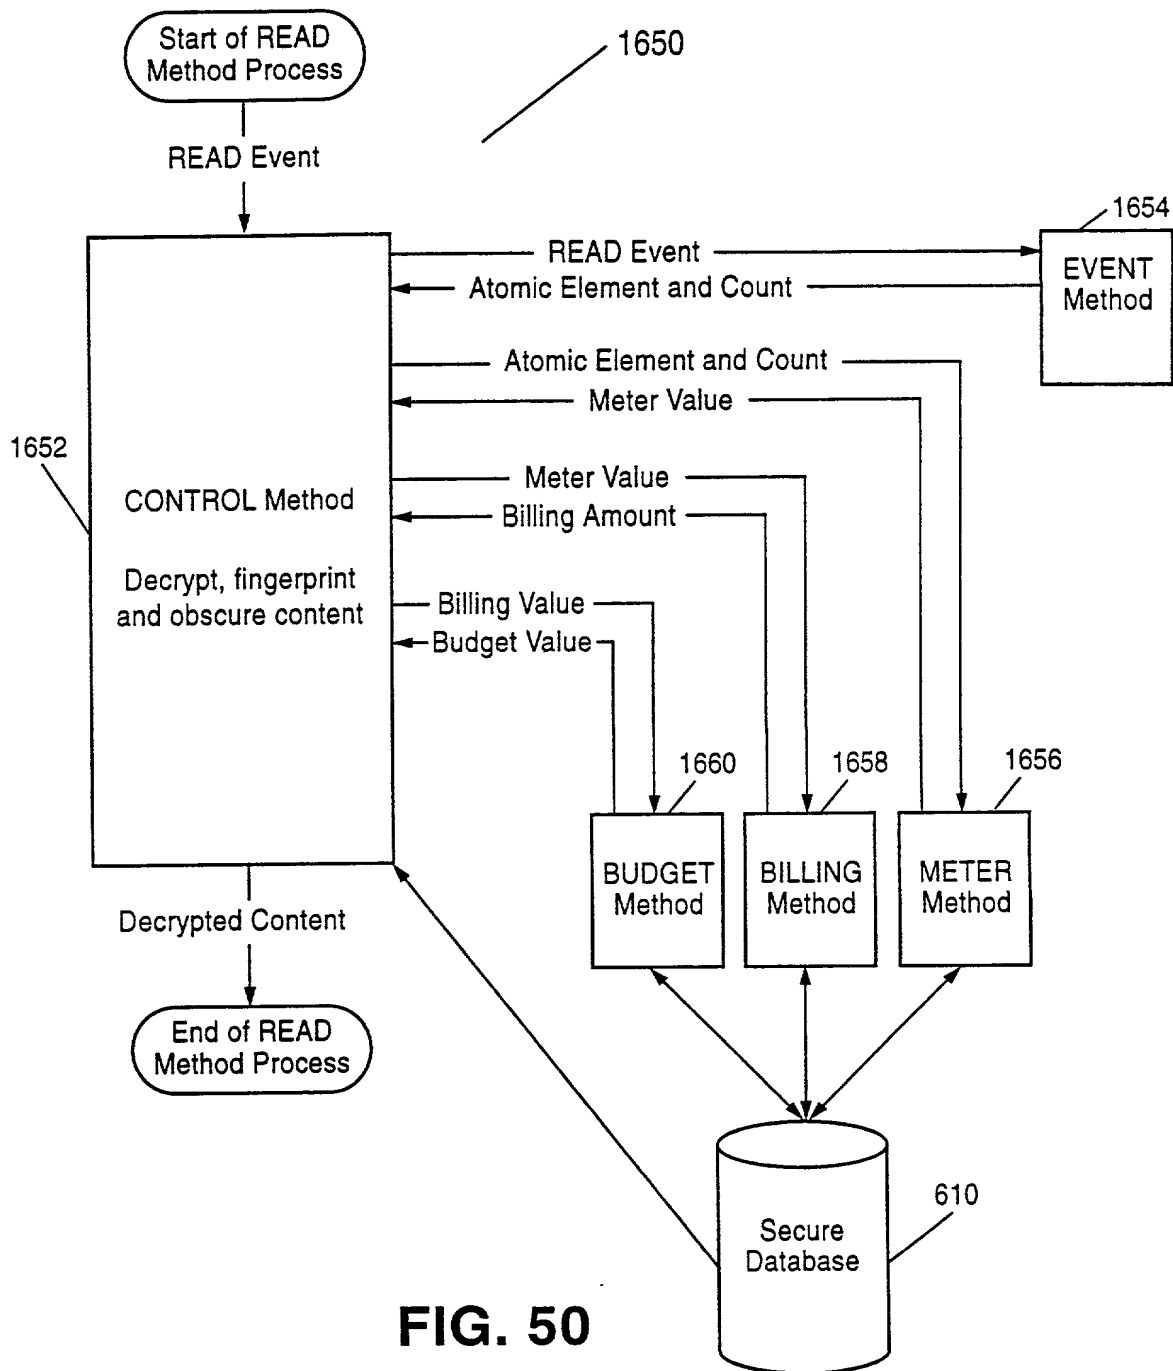 Start of READ
Method Process
1650
READ Event
1654
READ Event
EVENT
Method
Atomic Element and Count
Atomic Element and Count
Meter Value
1652
Meter Value
CONTROL Method
Billing Amount
Decrypt, fingerprint
and obscure content
Billing Value
Budget Value
1660
1658
1656
BUDGET
Method
BILLING
Method
METER
Method
Decrypted Content
End of READ
Method Process
610
Secure
Database
FIG. 50